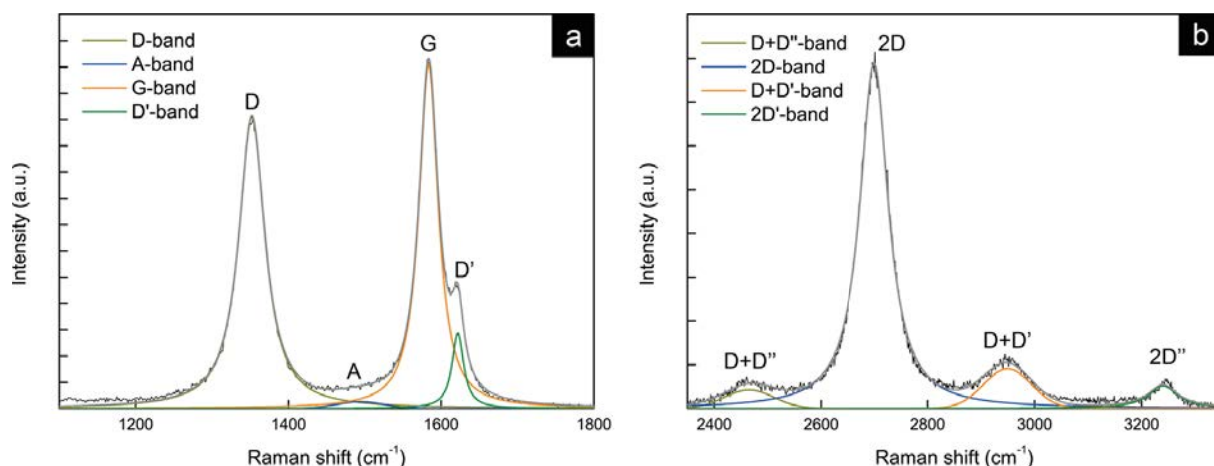 a
D-band
A-band
G-band
D'-band
D
A
G
D'
Intensity (a.u.)
1200 1400 1600 1800
Raman shift (cm⁻¹)
b
D+D''-band
2D-band
D+D'-band
2D'-band
D+D''
2D
D+D'
2D''
Intensity (a.u.)
2400 2600 2800 3000 3200
Raman shift (cm⁻¹)